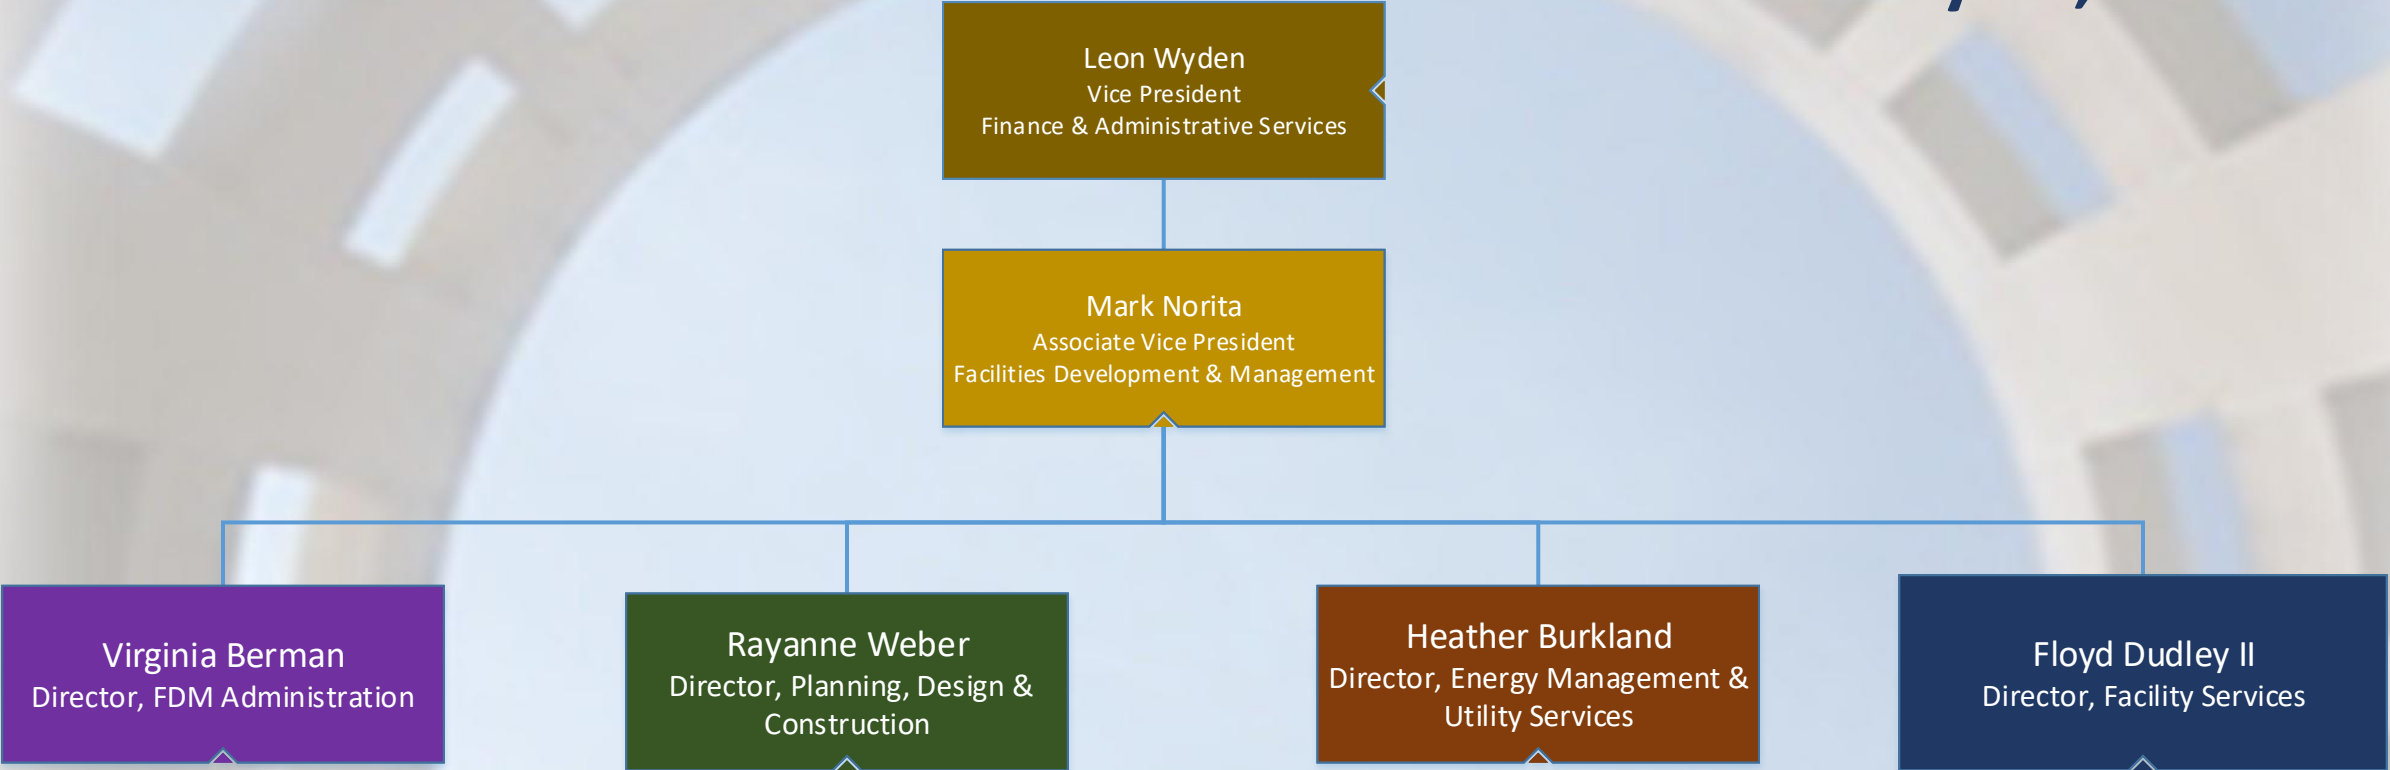 Leon Wyden
Vice President
Finance & Administrative Services
Mark Norita
Associate Vice President
Facilities Development & Management
Virginia Berman
Director, FDM Administration
Rayanne Weber
Director, Planning, Design &
Construction
Heather Burkland
Director, Energy Management &
Utility Services
Floyd Dudley II
Director, Facility Services